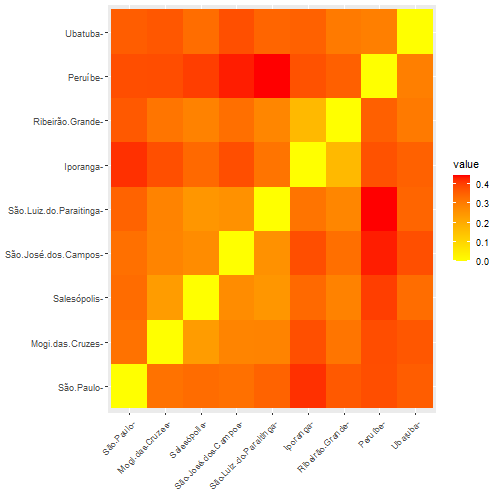 Ubatuba-
Peruíbe-
Ribeirão.Grande-
Iporanga-
São.Luiz.do.Paraitinga-
São.José.dos.Campos-
Salesópolis-
Mogi.das.Cruzes-
São.Paulo-
São.Paulo-
Mogi.das.Cruzes-
Salesópolis-
São.José.dos.Campos-
São.Luiz.do.Paraitinga-
Iporanga-
Ribeirão.Grande-
Peruíbe-
Ubatuba-
value
0.4
0.3
0.2
0.1
0.0